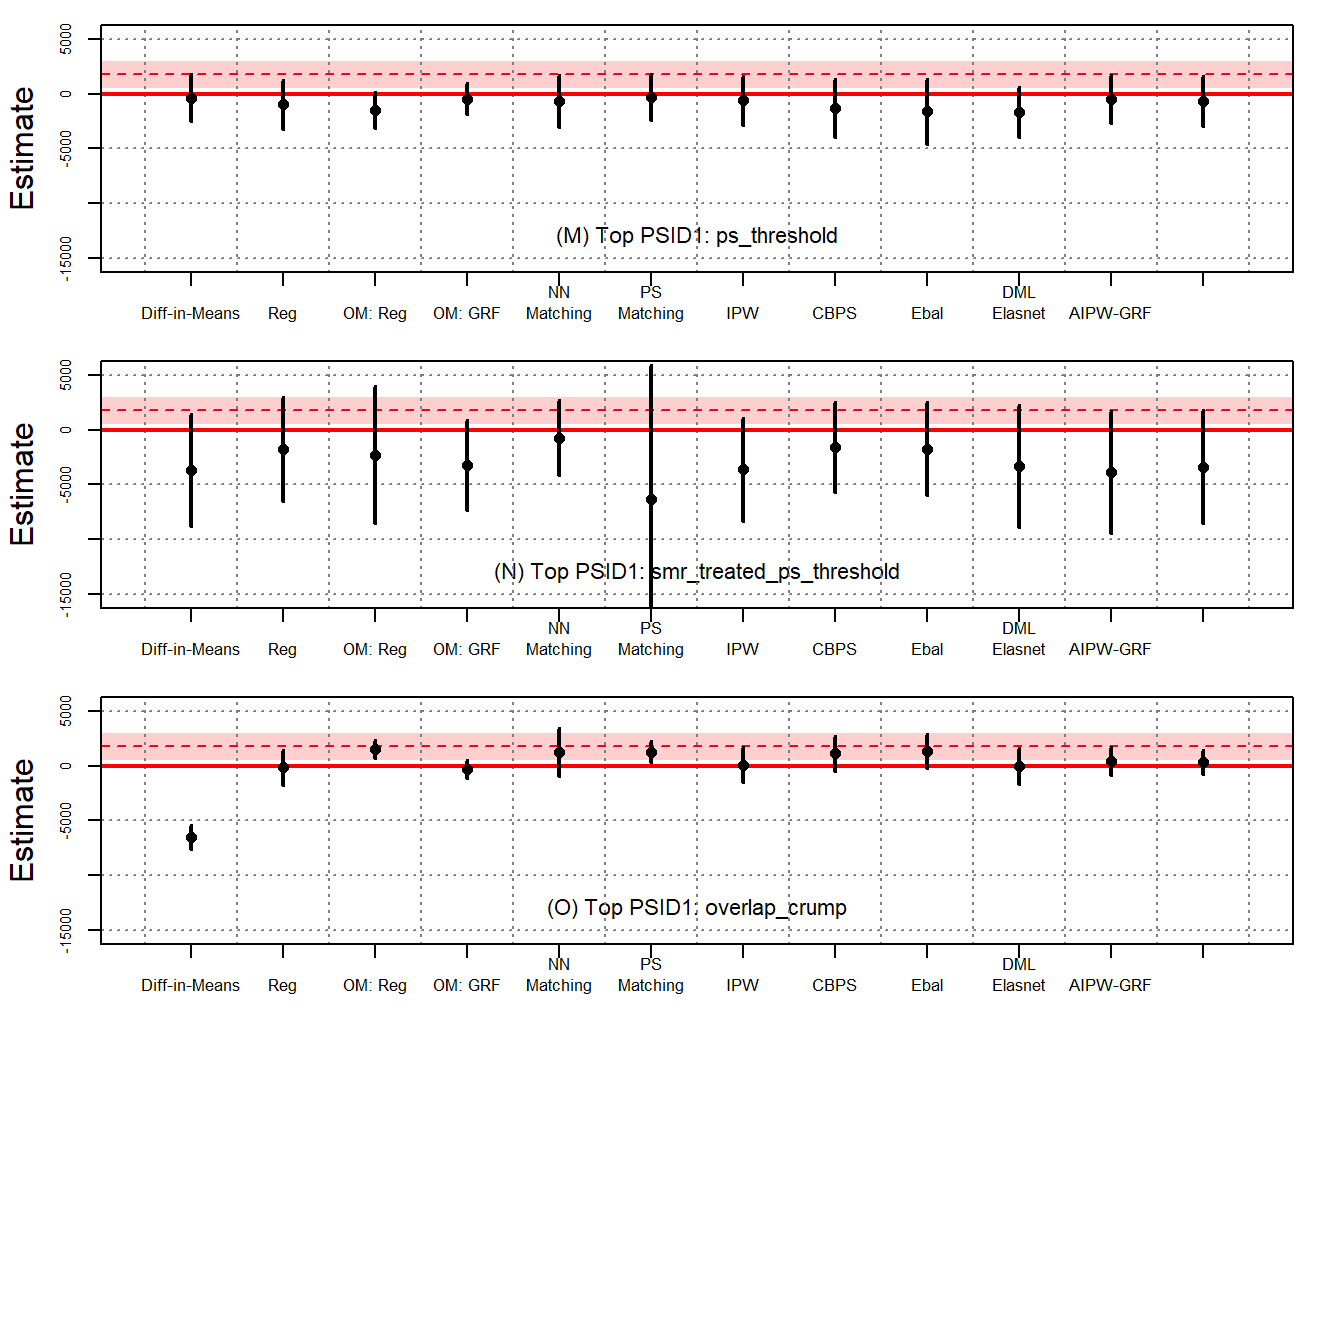 Estimate
5000
0
-5000
-15000
(M) Top PSID1: ps_threshold
Diff-in-Means Reg OM: Reg OM: GRF NN Matching PS Matching IPW CBPS Ebal DML Elasnet AIPW-GRF
Estimate
5000
0
-5000
-15000
(N) Top PSID1: smr_treated_ps_threshold
Diff-in-Means Reg OM: Reg OM: GRF NN Matching PS Matching IPW CBPS Ebal DML Elasnet AIPW-GRF
Estimate
5000
0
-5000
-15000
(O) Top PSID1: overlap_crump
Diff-in-Means Reg OM: Reg OM: GRF NN Matching PS Matching IPW CBPS Ebal DML Elasnet AIPW-GRF